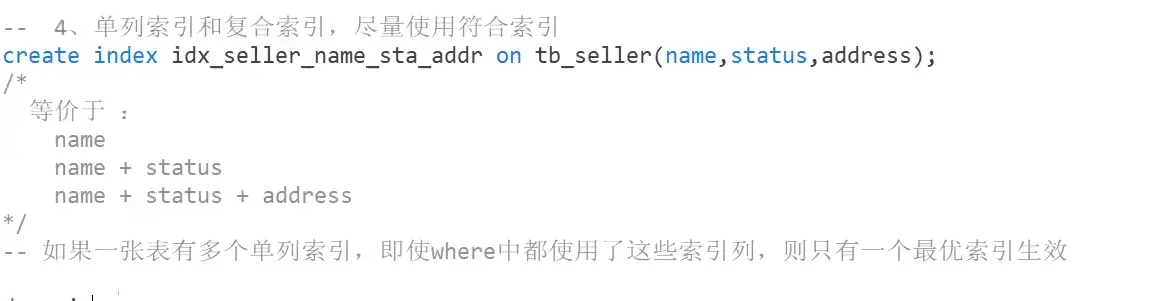 --  4、单列索引和复合索引，尽量使用符合索引
create index idx_seller_name_sta_addr on tb_seller(name,status,address);
/*
等价于 ：
name
name + status
name + status + address
*/
-- 如果一张表有多个单列索引，即使where中都使用了这些索引列，则只有一个最优索引生效